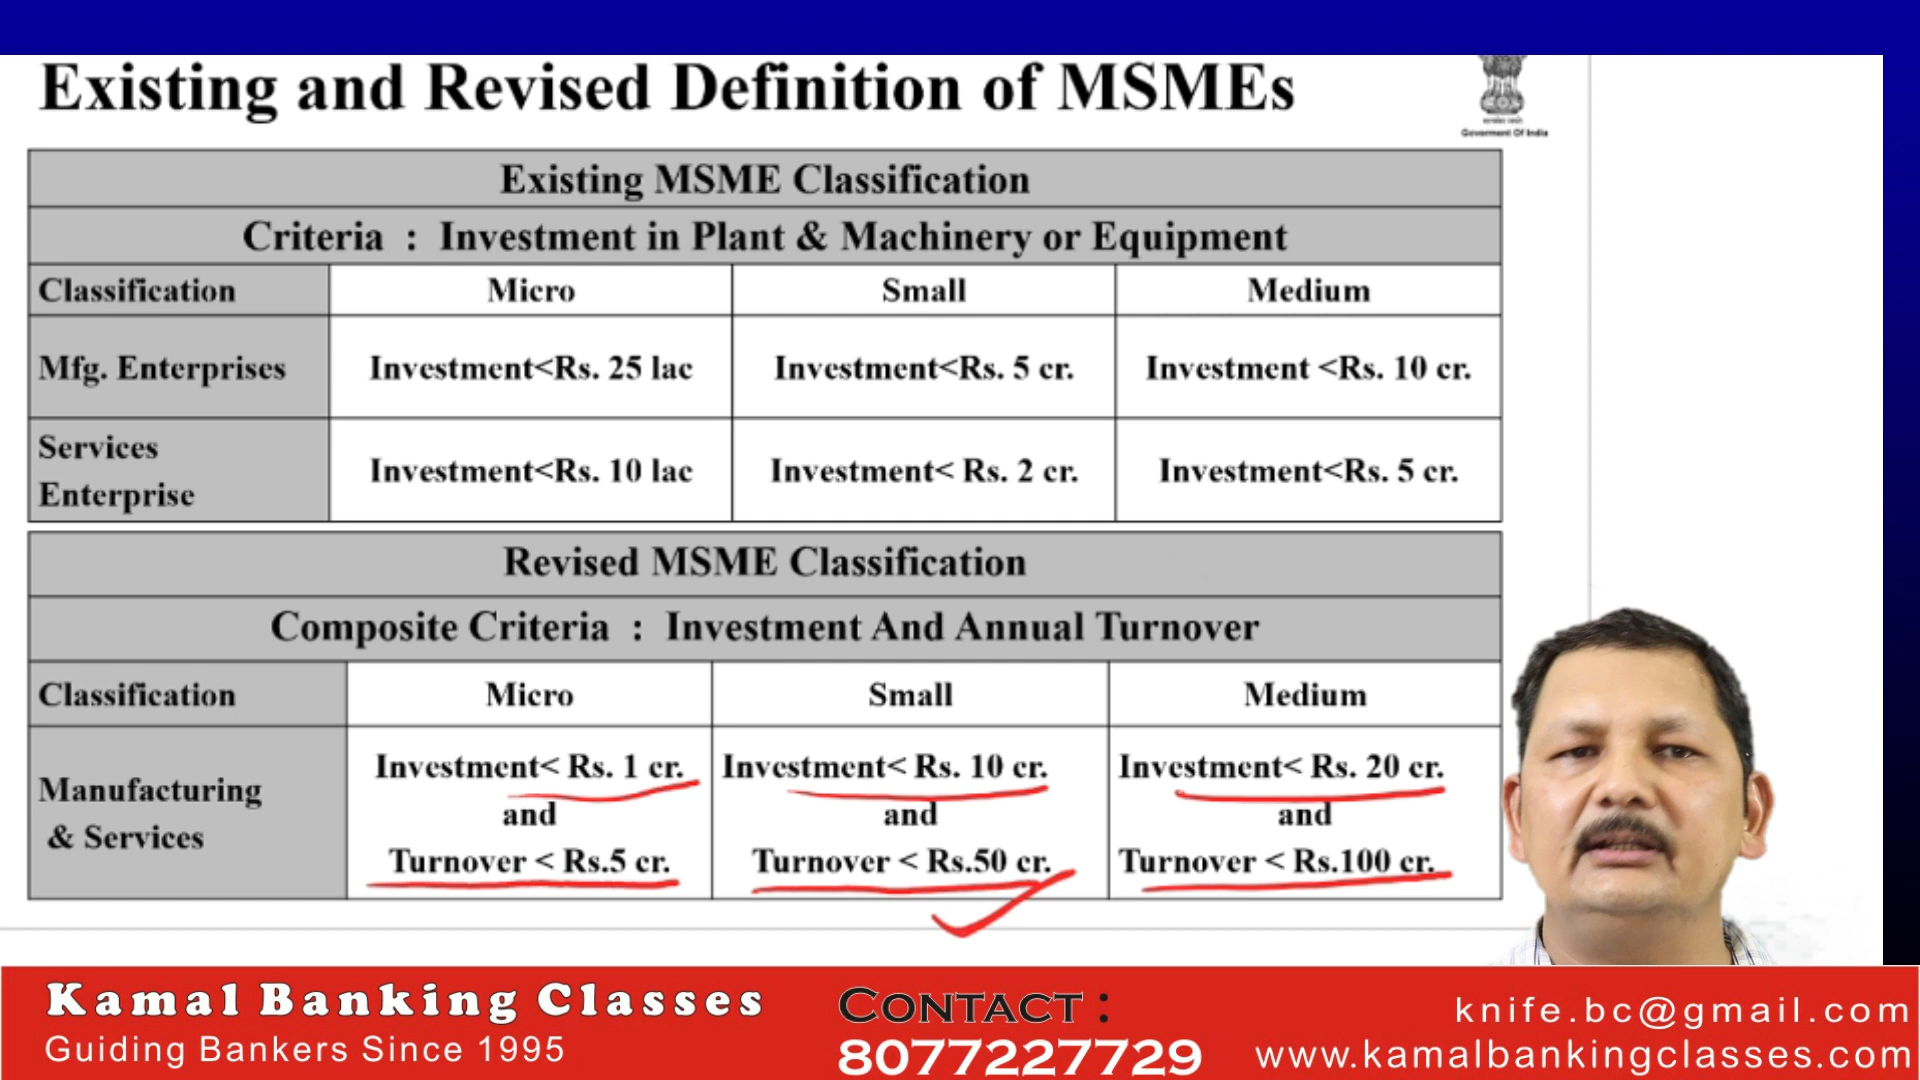 Existing and Revised Definition of MSMEs
Government Of India
Existing MSME Classification
Criteria : Investment in Plant & Machinery or Equipment
Classification Micro Small Medium
Mfg. Enterprises Investment<Rs. 25 lac Investment<Rs. 5 cr. Investment <Rs. 10 cr.
Services
Enterprise Investment<Rs. 10 lac Investment< Rs. 2 cr. Investment<Rs. 5 cr.
Revised MSME Classification
Composite Criteria : Investment And Annual Turnover
Classification Micro Small Medium
Manufacturing
& Services
Investment< Rs. 1 cr.
and
Turnover < Rs.5 cr.
Investment< Rs. 10 cr.
and
Turnover < Rs.50 cr.
Investment< Rs. 20 cr.
and
Turnover < Rs.100 cr.
Kamal Banking Classes
Guiding Bankers Since 1995
CONTACT :
8077227729
knife.bc@gmail.com
www.kamalbankingclasses.com